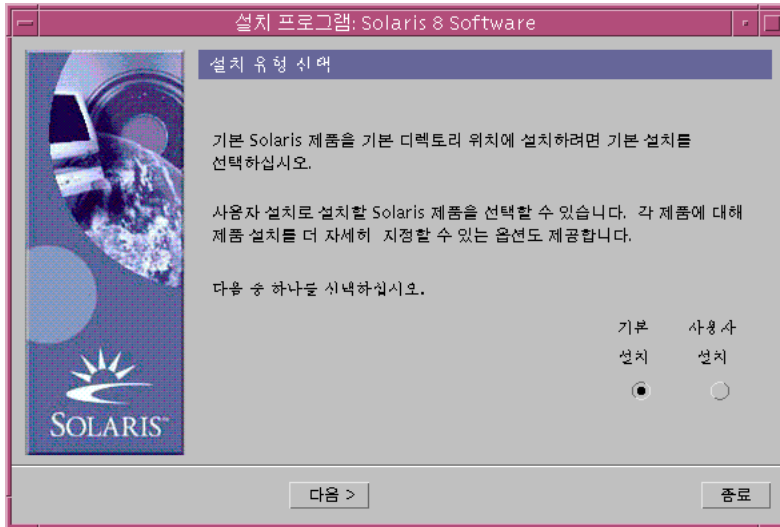 설치 프로그램: Solaris 8 Software
설치 유형 선택
기본 Solaris 제품을 기본 디렉토리 위치에 설치하려면 기본 설치를
선택하십시오.
사용자 설치로 설치할 Solaris 제품을 선택할 수 있습니다. 각 제품에 대해
제품 설치를 더 자세히 지정할 수 있는 옵션도 제공합니다.
다음 중 하나를 선택하십시오.
기본 사용자
설치 설치
SOLARIS™
다음 >
종료